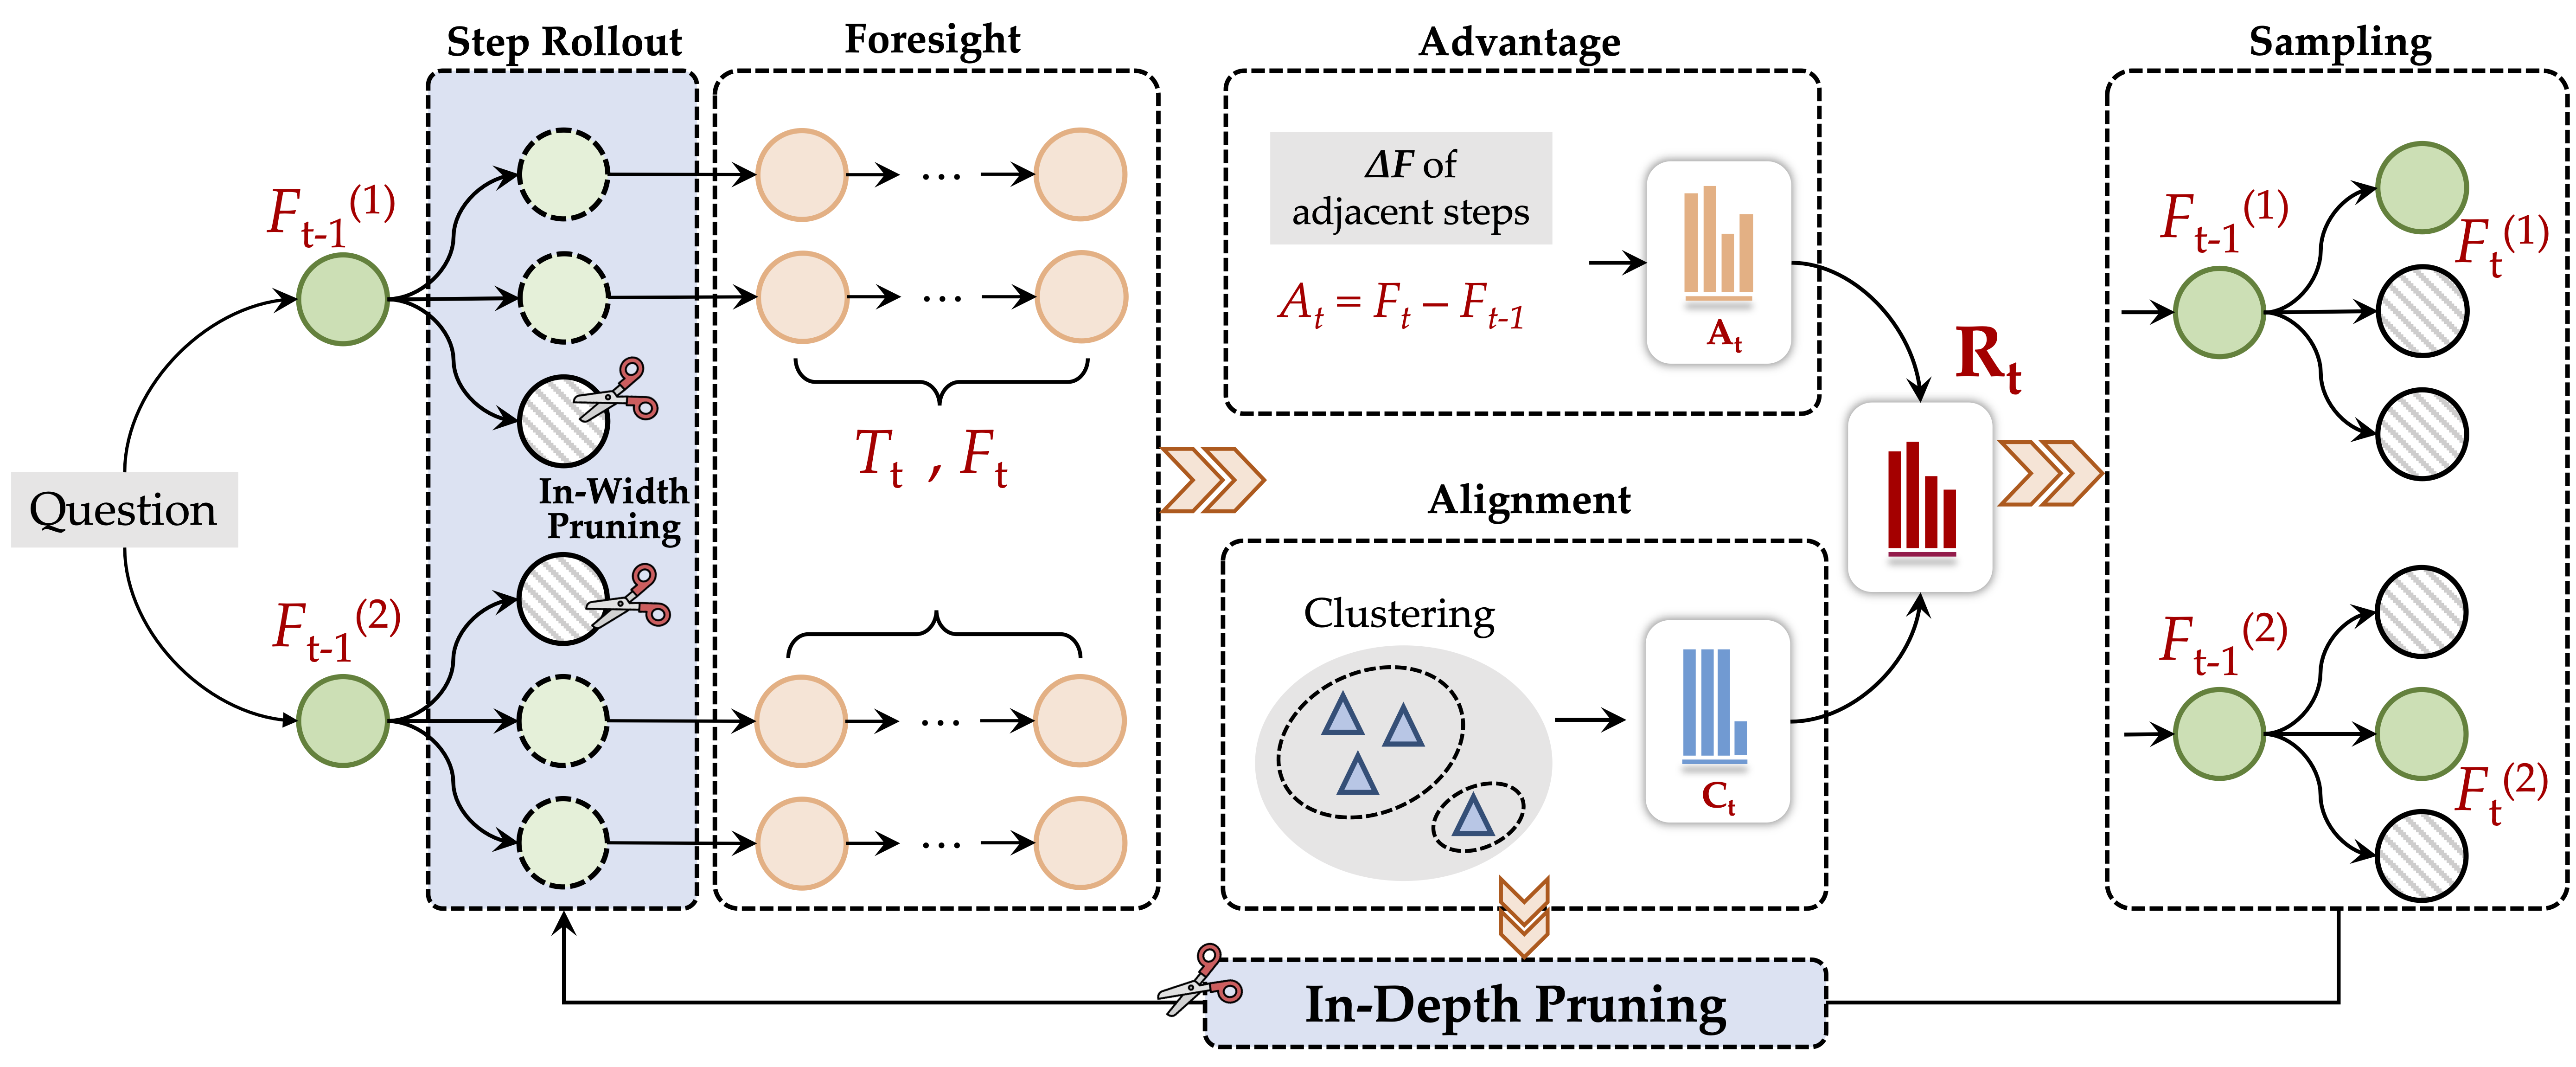 Step Rollout
Foresight
Advantage
Sampling
Question
F_{t-1}^{(1)}
F_{t-1}^{(2)}
In-Width
Pruning
...
...
T_t , F_t
...
...
ΔF of
adjacent steps
A_t = F_t − F_{t-1}
A_t
Alignment
Clustering
C_t
R_t
F_{t-1}^{(1)}
F_t^{(1)}
F_{t-1}^{(2)}
F_t^{(2)}
In-Depth Pruning